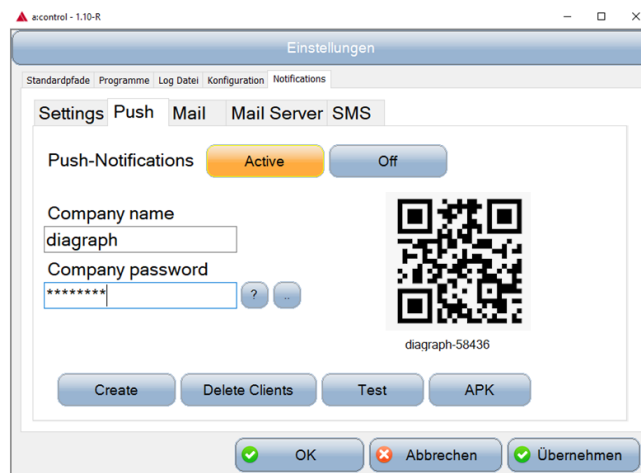 a:control - 1.10-R
Einstellungen
Standardpfade Programme Log Datei Konfiguration Notifications
Settings Push Mail Mail Server SMS
Push-Notifications Active Off
Company name
diagraph
Company password
******** ? ..
diagraph-58436
Create Delete Clients Test APK
OK Abbrechen Übernehmen